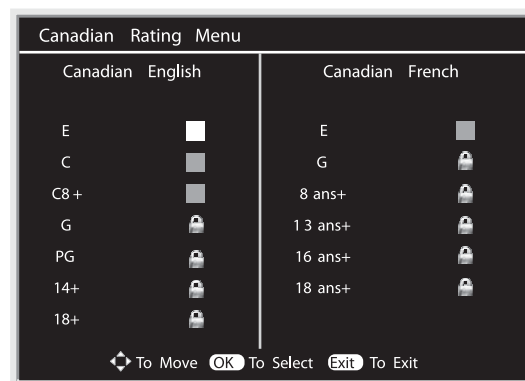 Canadian Rating Menu
Canadian English
E
C
C8 +
G
PG
14+
18+
Canadian French
E
G
8 ans+
13 ans+
16 ans+
18 ans+
To Move OK To Select Exit To Exit